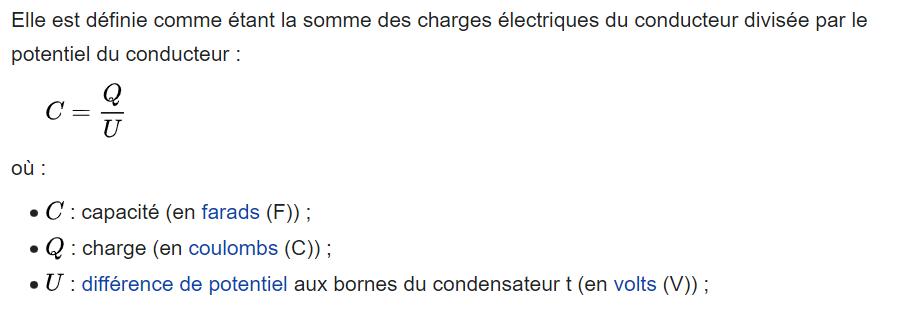 Elle est définie comme étant la somme des charges électriques du conducteur divisée par le
potentiel du conducteur :
C = Q/U
où :
• C : capacité (en farads (F)) ;
• Q : charge (en coulombs (C)) ;
• U : différence de potentiel aux bornes du condensateur t (en volts (V)) ;